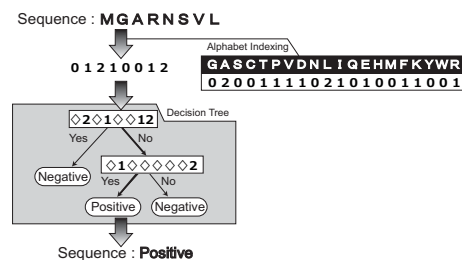 Sequence : MGARNSVL
Alphabet Indexing
GASCTPVDNLIQEHMFKYWR
02001111021010011001
01210012
Decision Tree
◇2◇1◇◇12
Yes No
Negative
◇1◇◇◇◇◇2
Yes No
Positive Negative
Sequence : Positive